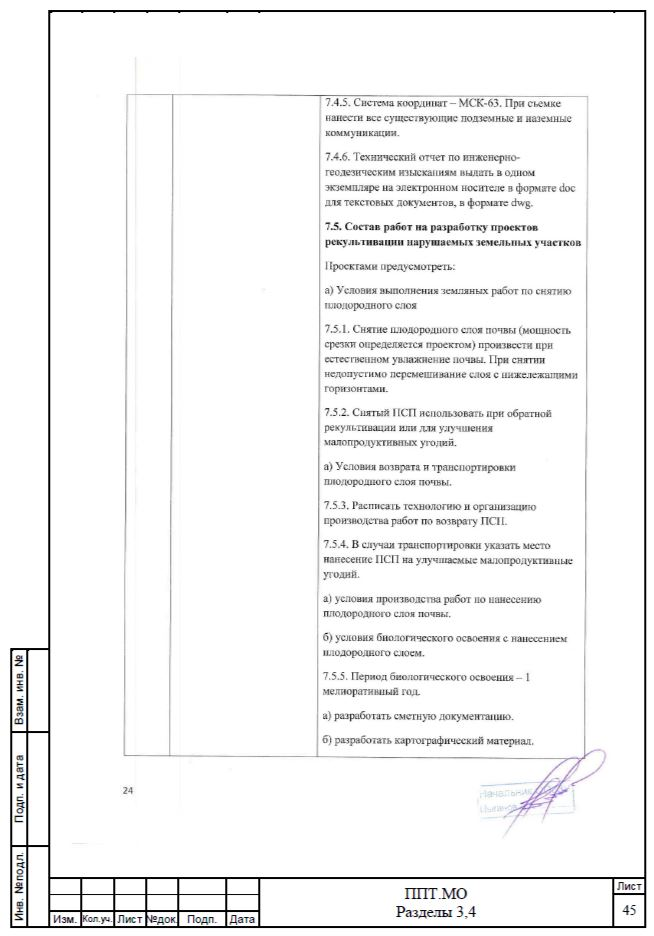 7.4.5. Система координат – МСК-63. При съемке
нанести все существующие подземные и наземные
коммуникации.
7.4.6. Технический отчет по инженерно-
геодезическим изысканиям выдать в одном
экземпляре на электронном носителе в формате doc
для текстовых документов, в формате dwg.
7.5. Состав работ на разработку проектов
рекультивации нарушаемых земельных участков
Проектами предусмотреть:
а) Условия выполнения земляных работ по снятию
плодородного слоя
7.5.1. Снятие плодородного слоя почвы (мощность
срезки определяется проектом) произвести при
естественном увлажнение почвы. При снятии
недопустимо перемешивание слоя с нижележащими
горизонтами.
7.5.2. Снятый ПСП использовать при обратной
рекультивации или для улучшения
малопродуктивных угодий.
а) Условия возврата и транспортировки
плодородного слоя почвы.
7.5.3. Расписать технологию и организацию
производства работ по возврату ПСП.
7.5.4. В случаи транспортировки указать место
нанесение ПСП на улучшаемые малопродуктивные
угодий.
а) условия производства работ по нанесению
плодородного слоя почвы.
б) условия биологического освоения с нанесением
плодородного слоем.
7.5.5. Период биологического освоения – 1
мелиоративный год.
а) разработать сметную документацию.
б) разработать картографический материал.
24
Начальник
Взам. инв. №
Подп. и дата
Инв. №подл.
Изм. Кол.уч. Лист №док. Подп. Дата
ППТ.МО
Разделы 3,4
Лист
45